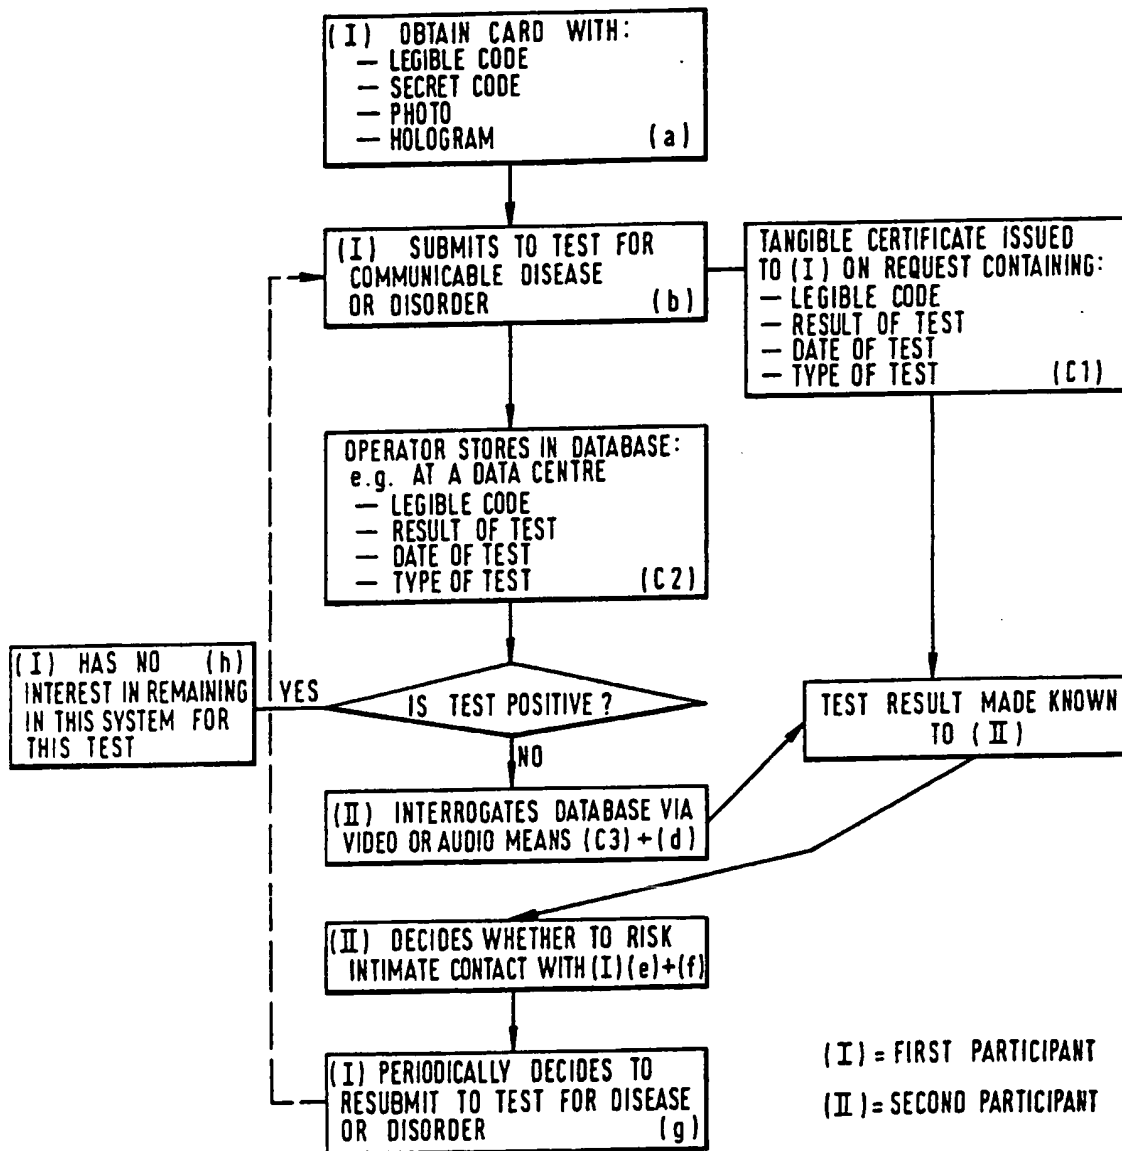 (I) OBTAIN CARD WITH:
— LEGIBLE CODE
— SECRET CODE
— PHOTO
— HOLOGRAM (a)
(I) SUBMITS TO TEST FOR
COMMUNICABLE DISEASE
OR DISORDER (b)
TANGIBLE CERTIFICATE ISSUED
TO (I) ON REQUEST CONTAINING:
— LEGIBLE CODE
— RESULT OF TEST
— DATE OF TEST
— TYPE OF TEST (C1)
OPERATOR STORES IN DATABASE:
e.g. AT A DATA CENTRE
— LEGIBLE CODE
— RESULT OF TEST
— DATE OF TEST
— TYPE OF TEST (C2)
(I) HAS NO (h)
INTEREST IN REMAINING
IN THIS SYSTEM FOR
THIS TEST
YES
IS TEST POSITIVE ?
NO
TEST RESULT MADE KNOWN
TO (II)
(II) INTERROGATES DATABASE VIA
VIDEO OR AUDIO MEANS (C3)+(d)
(II) DECIDES WHETHER TO RISK
INTIMATE CONTACT WITH (I)(e)+(f)
(I) PERIODICALLY DECIDES TO
RESUBMIT TO TEST FOR DISEASE
OR DISORDER (g)
(I) = FIRST PARTICIPANT
(II) = SECOND PARTICIPANT